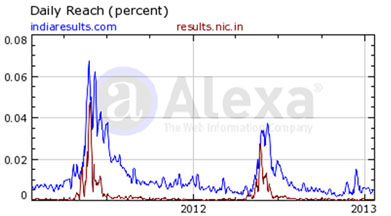 Daily Reach (percent)
indiaresults.com results.nic.in
0.08
0.06
a Alexa®
The Web Information Company
0.04
0.02
0
2012 2013